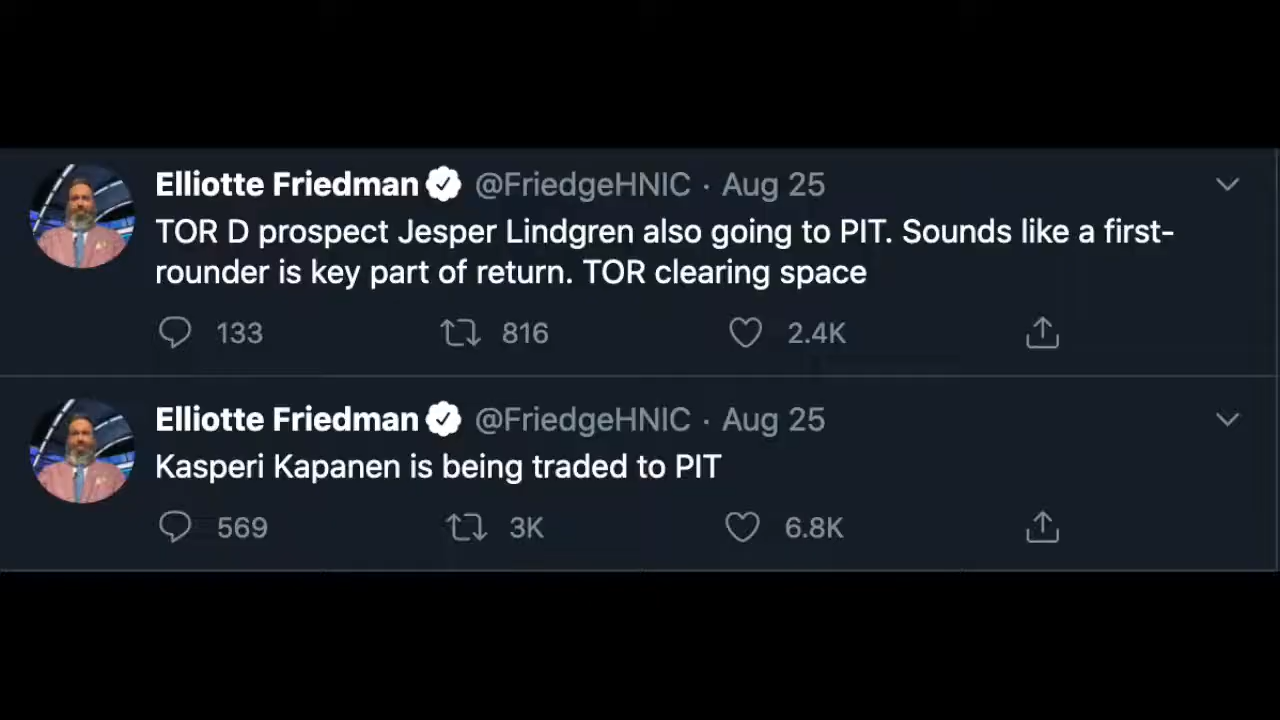 Elliotte Friedman @FriedgeHNIC · Aug 25
TOR D prospect Jesper Lindgren also going to PIT. Sounds like a first-
rounder is key part of return. TOR clearing space
133 816 2.4K
Elliotte Friedman @FriedgeHNIC · Aug 25
Kasperi Kapanen is being traded to PIT
569 3K 6.8K